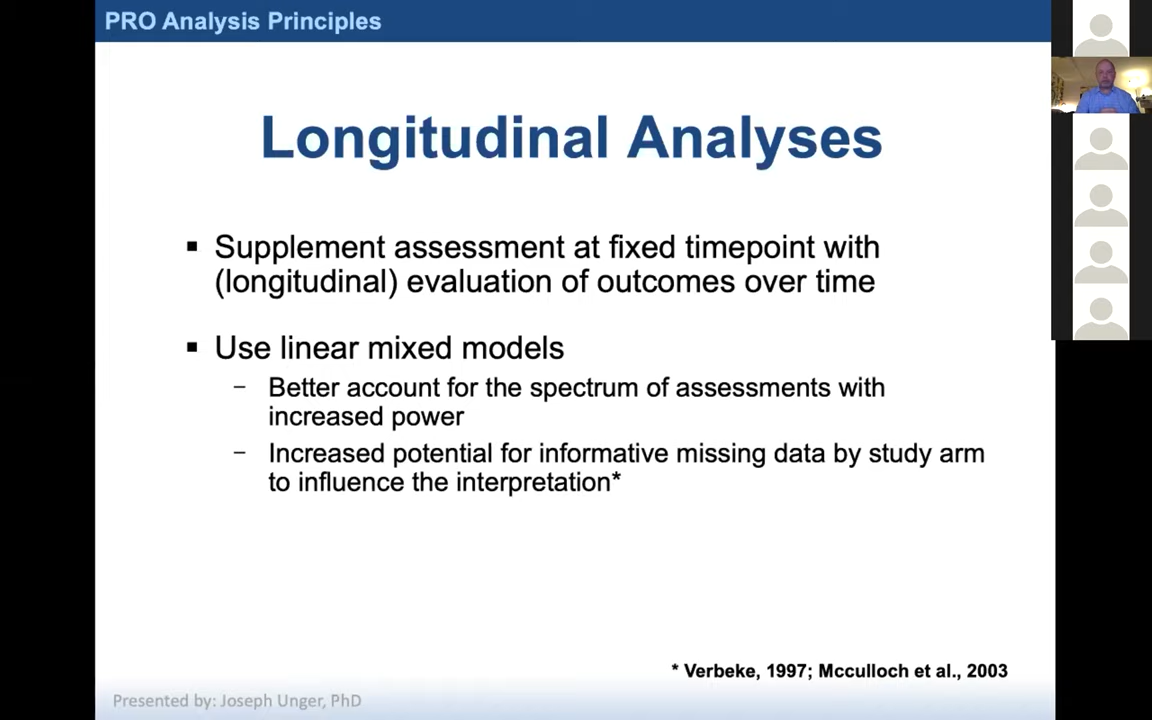 PRO Analysis Principles
Longitudinal Analyses
▪ Supplement assessment at fixed timepoint with
(longitudinal) evaluation of outcomes over time
▪ Use linear mixed models
– Better account for the spectrum of assessments with
increased power
– Increased potential for informative missing data by study arm
to influence the interpretation*
* Verbeke, 1997; Mcculloch et al., 2003
Presented by: Joseph Unger, PhD